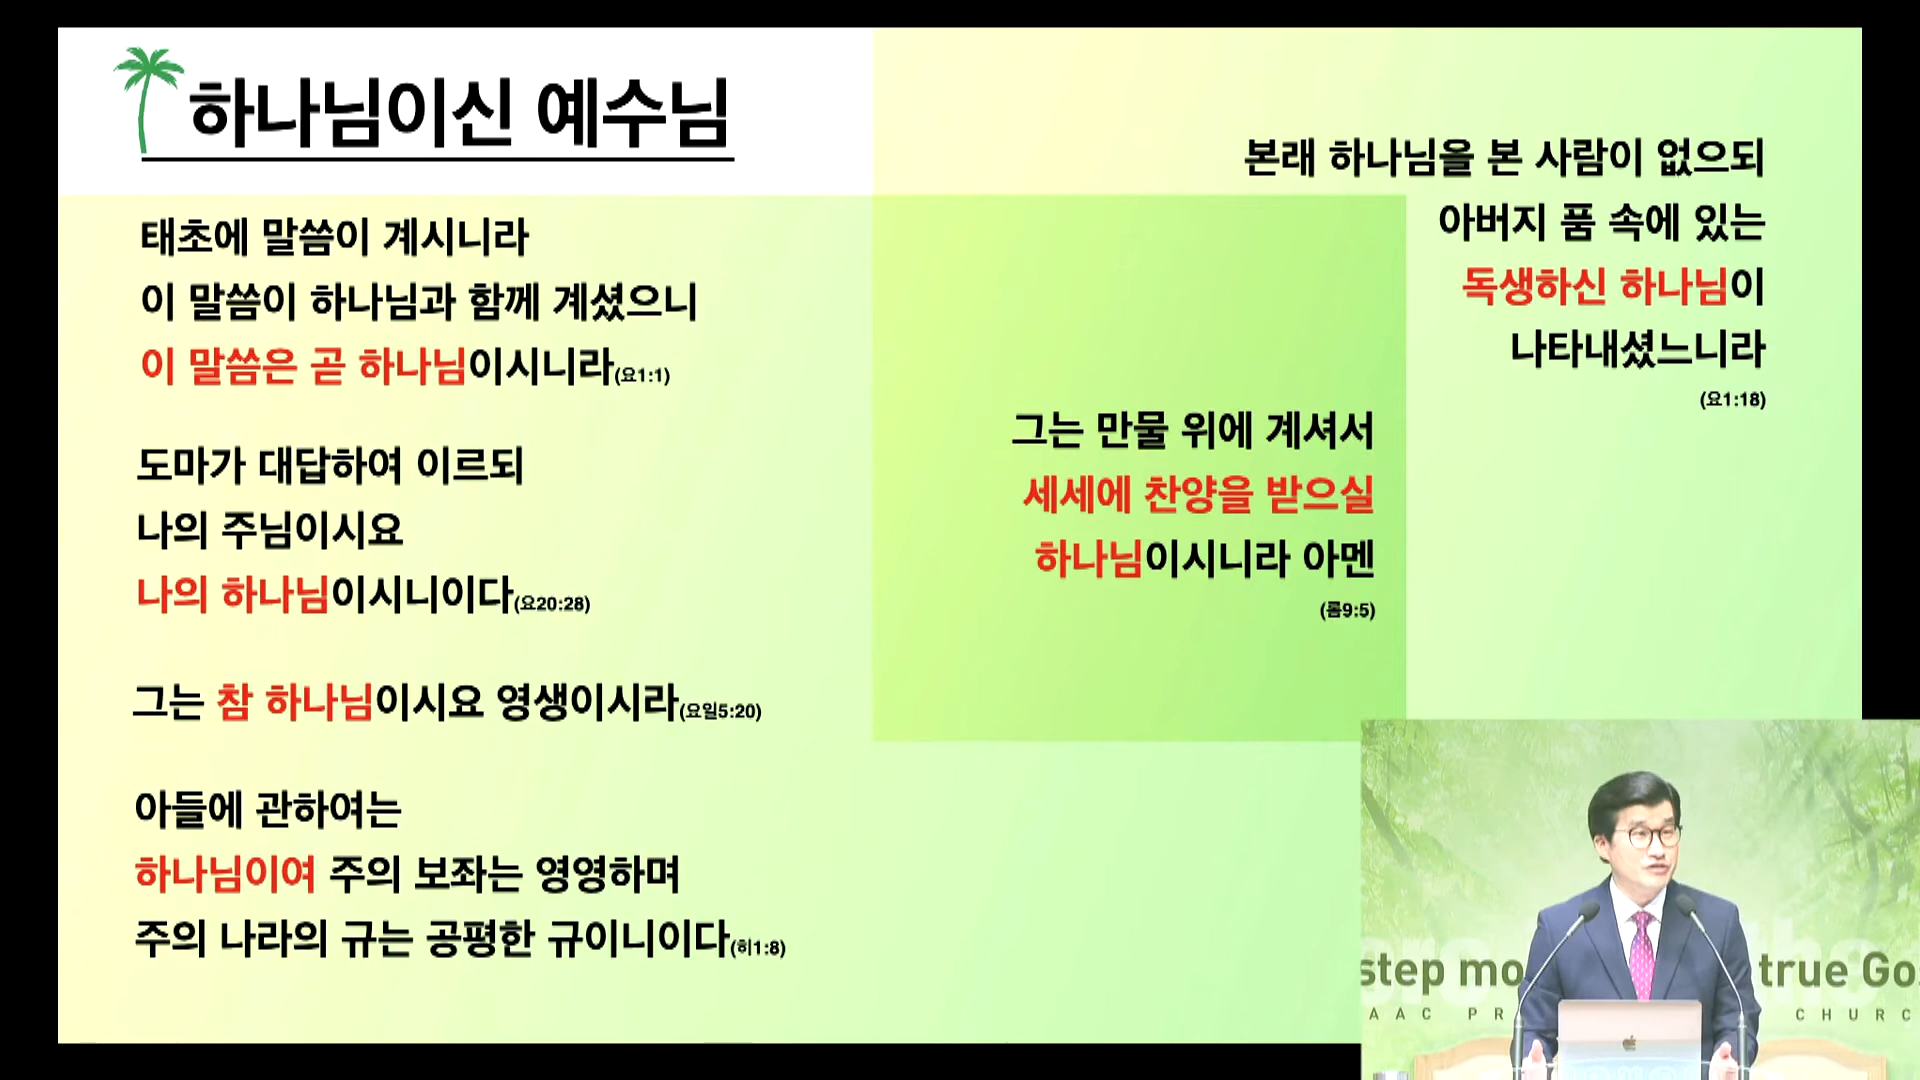 하나님이신 예수님
태초에 말씀이 계시니라
이 말씀이 하나님과 함께 계셨으니
이 말씀은 곧 하나님이시니라(요1:1)
도마가 대답하여 이르되
나의 주님이시요
나의 하나님이시니이다(요20:28)
그는 참 하나님이시요 영생이시라(요일5:20)
아들에 관하여는
하나님이여 주의 보좌는 영영하며
주의 나라의 규는 공평한 규이니이다(히1:8)
그는 만물 위에 계셔서
세세에 찬양을 받으실
하나님이시니라 아멘
(롬9:5)
본래 하나님을 본 사람이 없으되
아버지 품 속에 있는
독생하신 하나님이
나타내셨느니라
(요1:18)
step mo true Go
AAC PR CHURC